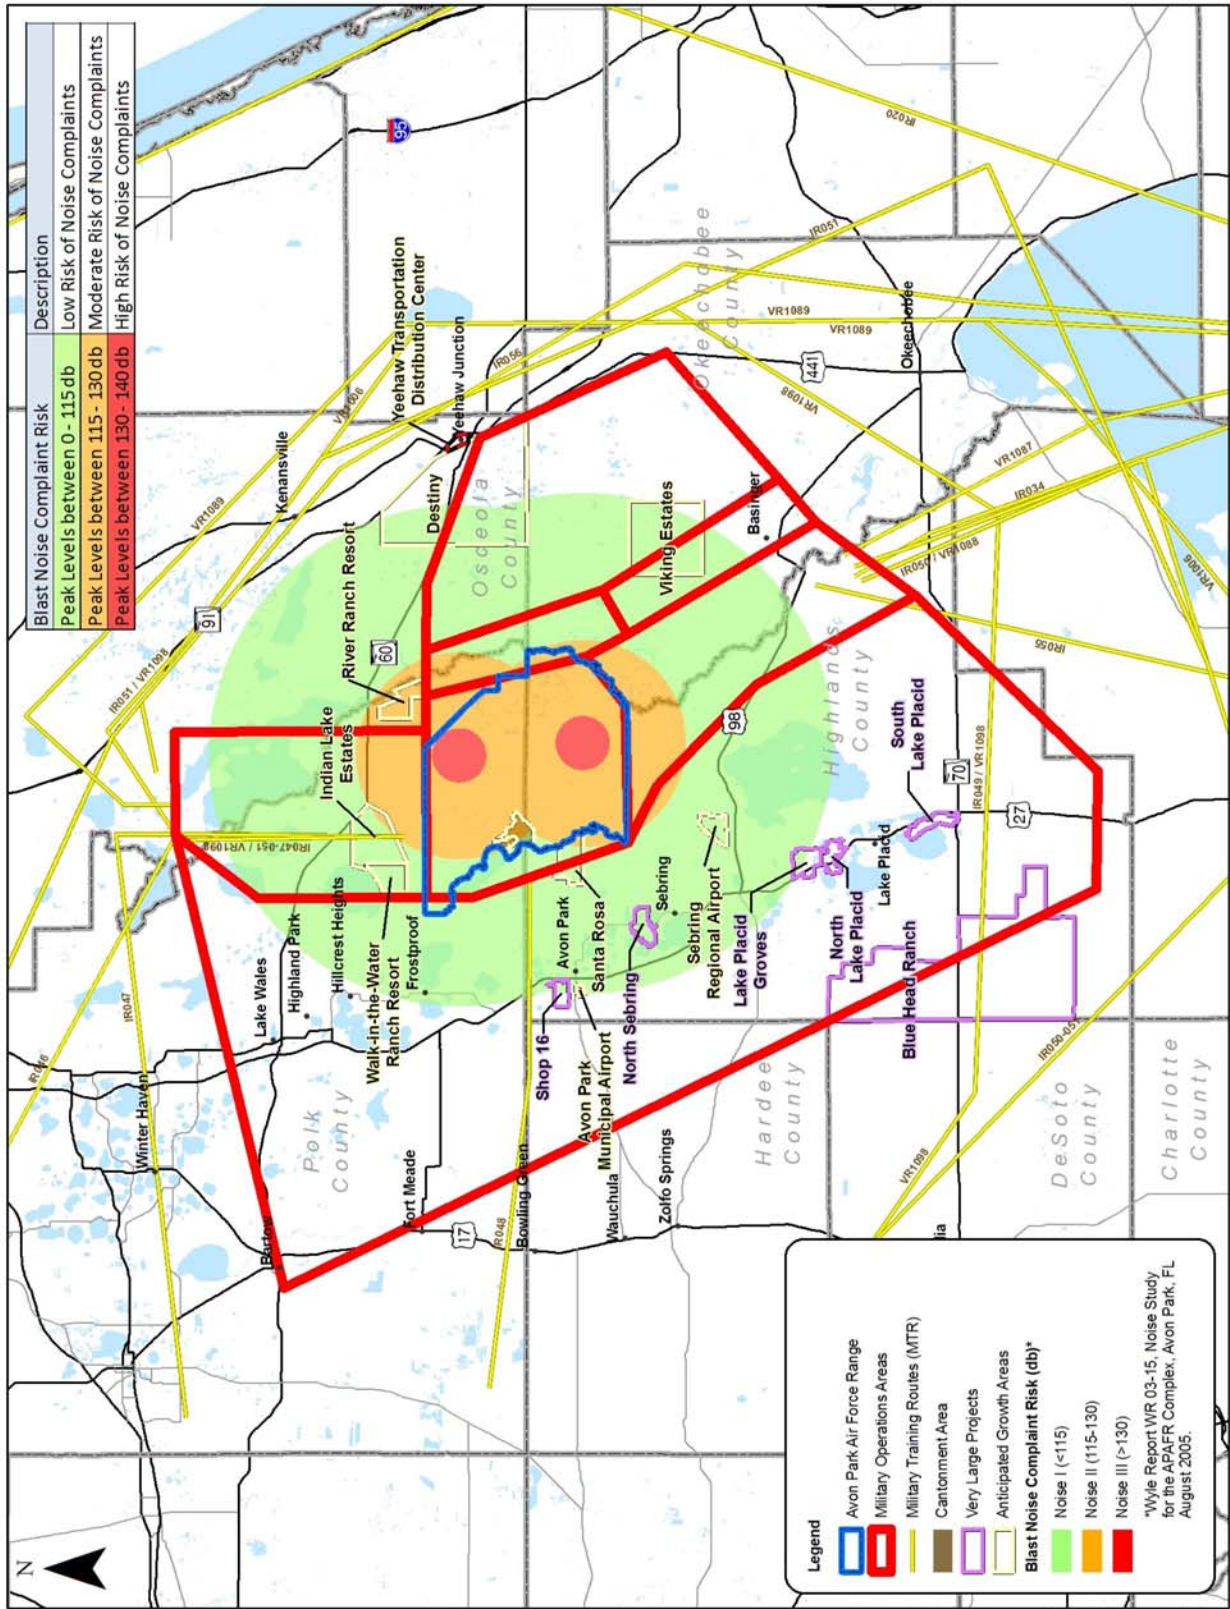 Blast Noise Complaint Risk Description
Peak Levels between 0 - 115 db Low Risk of Noise Complaints
Peak Levels between 115 - 130 db Moderate Risk of Noise Complaints
Peak Levels between 130 - 140 db High Risk of Noise Complaints
N
95
IR020
IR051
Okeechobee
County
VR1089
VR1089
Okeechobee
441
VR1098
VR1087
IR034
IR050 / VR1088
VR1006
IR055
Yeehaw Transportation
Distribution Center
Yeehaw Junction
IR056
VR1006
Kenansville
VR1089
Destiny
Osceola
County
Viking Estates
Basinger
91
IR051 / VR1098
River Ranch Resort
60
Indian Lake
Estates
IR047-051 / VR1098
98
Highlands
County
South
Lake Placid
70
IR049 / VR1098
27
Lake Wales
Highland Park
Hillcrest Heights
Walk-in-the-Water
Ranch Resort
Frostproof
Avon Park
Santa Rosa
Shop 16
Avon Park
Municipal Airport
North Sebring
Sebring
Sebring
Regional Airport
Lake Placid
Groves
North
Lake Placid
Lake Placid
Blue Head Ranch
IR050-051
IR046
IR047
Winter Haven
Polk
County
Bartow
Fort Meade
17
IR048
Bowling Green
Wauchula
Zolfo Springs
Hardee
County
VR1098
DeSoto
County
Charlotte
County
dia
Legend
Avon Park Air Force Range
Military Operations Areas
Military Training Routes (MTR)
Cantonment Area
Very Large Projects
Anticipated Growth Areas
Blast Noise Complaint Risk (db)*
Noise I (<115)
Noise II (115-130)
Noise III (>130)
*Wyle Report WR 03-15, Noise Study
for the APAFR Complex, Avon Park, FL
August 2005.